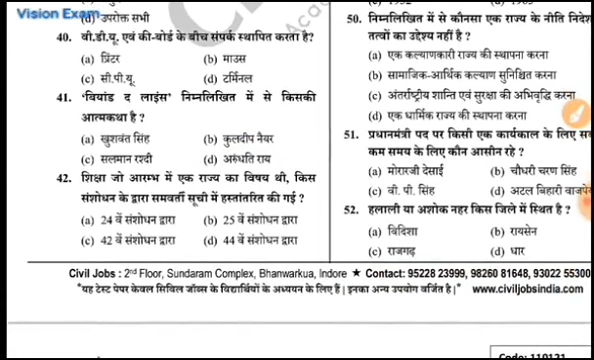 Vision Exam
(d) उपरोक्त सभी
40. वी.डी.यू. एवं की-बोर्ड के बीच संपर्क स्थापित करता है?
(a) प्रिंटर (b) माउस
(c) सी.पी.यू. (d) टर्मिनल
41. 'बियांड द लाइंस' निम्नलिखित में से किसकी
आत्मकथा है ?
(a) खुशवंत सिंह (b) कुलदीप नैयर
(c) सलमान रश्दी (d) अरुंधति राय
42. शिक्षा जो आरम्भ में एक राज्य का विषय थी, किस
संशोधन के द्वारा समवर्ती सूची में हस्तांतरित की गई ?
(a) 24 वें संशोधन द्वारा (b) 25 वें संशोधन द्वारा
(c) 42 वें संशोधन द्वारा (d) 44 वें संशोधन द्वारा
50. निम्नलिखित में से कौनसा एक राज्य के नीति निदेश
तत्वों का उद्देश्य नहीं है ?
(a) एक कल्याणकारी राज्य की स्थापना करना
(b) सामाजिक-आर्थिक कल्याण सुनिश्चित करना
(c) अंतर्राष्ट्रीय शान्ति एवं सुरक्षा की अभिवृद्धि करना
(d) एक धार्मिक राज्य की स्थापना करना
51. प्रधानमंत्री पद पर किसी एक कार्यकाल के लिए
कम समय के लिए कौन आसीन रहे ?
(a) मोरारजी देसाई (b) चौधरी चरण सिंह
(c) वी. पी. सिंह (d) अटल बिहारी वाजपे
52. हलाली या अशोक नहर किस जिले में स्थित है ?
(a) विदिशा (b) रायसेन
(c) राजगढ़ (d) धार
Civil Jobs : 2nd Floor, Sundaram Complex, Bhanwarkua, Indore ★ Contact: 95228 23999, 98260 81648, 93022 55300
"यह टेस्ट पेपर केवल सिविल जॉब्स के विद्यार्थियों के अध्ययन के लिए हैं | इनका अन्य उपयोग वर्जित है।" www.civiljobsindia.com